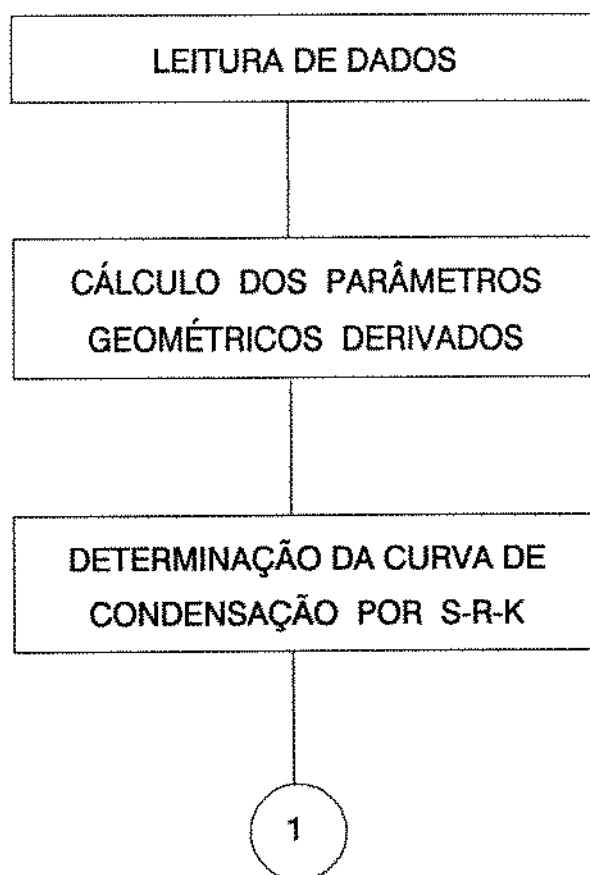 LEITURA DE DADOS
CÁLCULO DOS PARÂMETROS
GEOMÉTRICOS DERIVADOS
DETERMINAÇÃO DA CURVA DE
CONDENSAÇÃO POR S-R-K
1